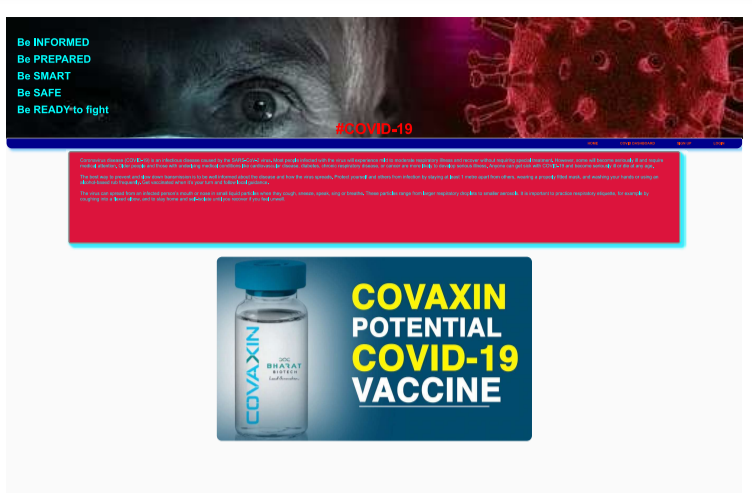 Be INFORMED
Be PREPARED
Be SMART
Be SAFE
Be READY to fight
#COVID-19
HOME COVID DASHBOARD SIGN UP LOGIN
Coronavirus disease (COVID-19) is an infectious disease caused by the SARS-CoV-2 virus. Most people infected with the virus will experience mild to moderate respiratory illness and recover without requiring special treatment. However, some will become seriously ill and require
medical attention. Older people and those with underlying medical conditions like cardiovascular disease, diabetes, chronic respiratory disease, or cancer are more likely to develop serious illness. Anyone can get sick with COVID-19 and become seriously ill or die at any age.
The best way to prevent and slow down transmission is to be well informed about the disease and how the virus spreads. Protect yourself and others from infection by staying at least 1 metre apart from others, wearing a properly fitted mask, and washing your hands or using an
alcohol-based rub frequently. Get vaccinated when it's your turn and follow local guidance.
The virus can spread from an infected person's mouth or nose in small liquid particles when they cough, sneeze, speak, sing or breathe. These particles range from larger respiratory droplets to smaller aerosols. It is important to practice respiratory etiquette, for example by
coughing into a flexed elbow, and to stay home and self-isolate until you recover if you feel unwell.
COVAXIN
BHARAT
BIOTECH
Lead Innovation
COVAXIN
POTENTIAL
COVID-19
VACCINE